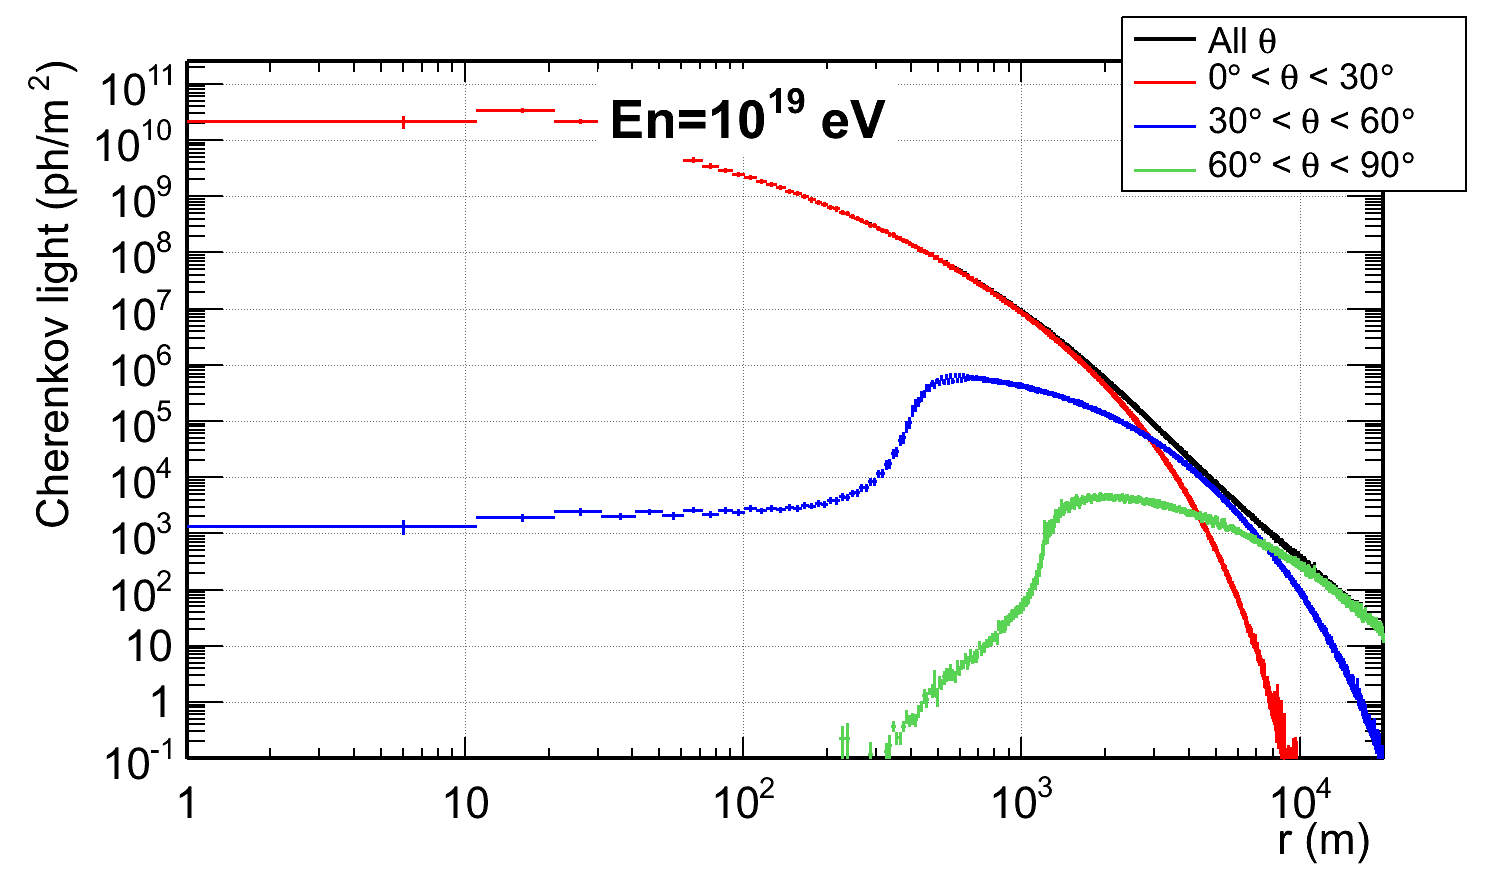 All θ
0° < θ < 30°
30° < θ < 60°
60° < θ < 90°
En=10¹⁹ eV
Cherenkov light (ph/m²)
10¹¹
10¹⁰
10⁹
10⁸
10⁷
10⁶
10⁵
10⁴
10³
10²
10
1
10⁻¹
1 10 10² 10³ 10⁴
r (m)